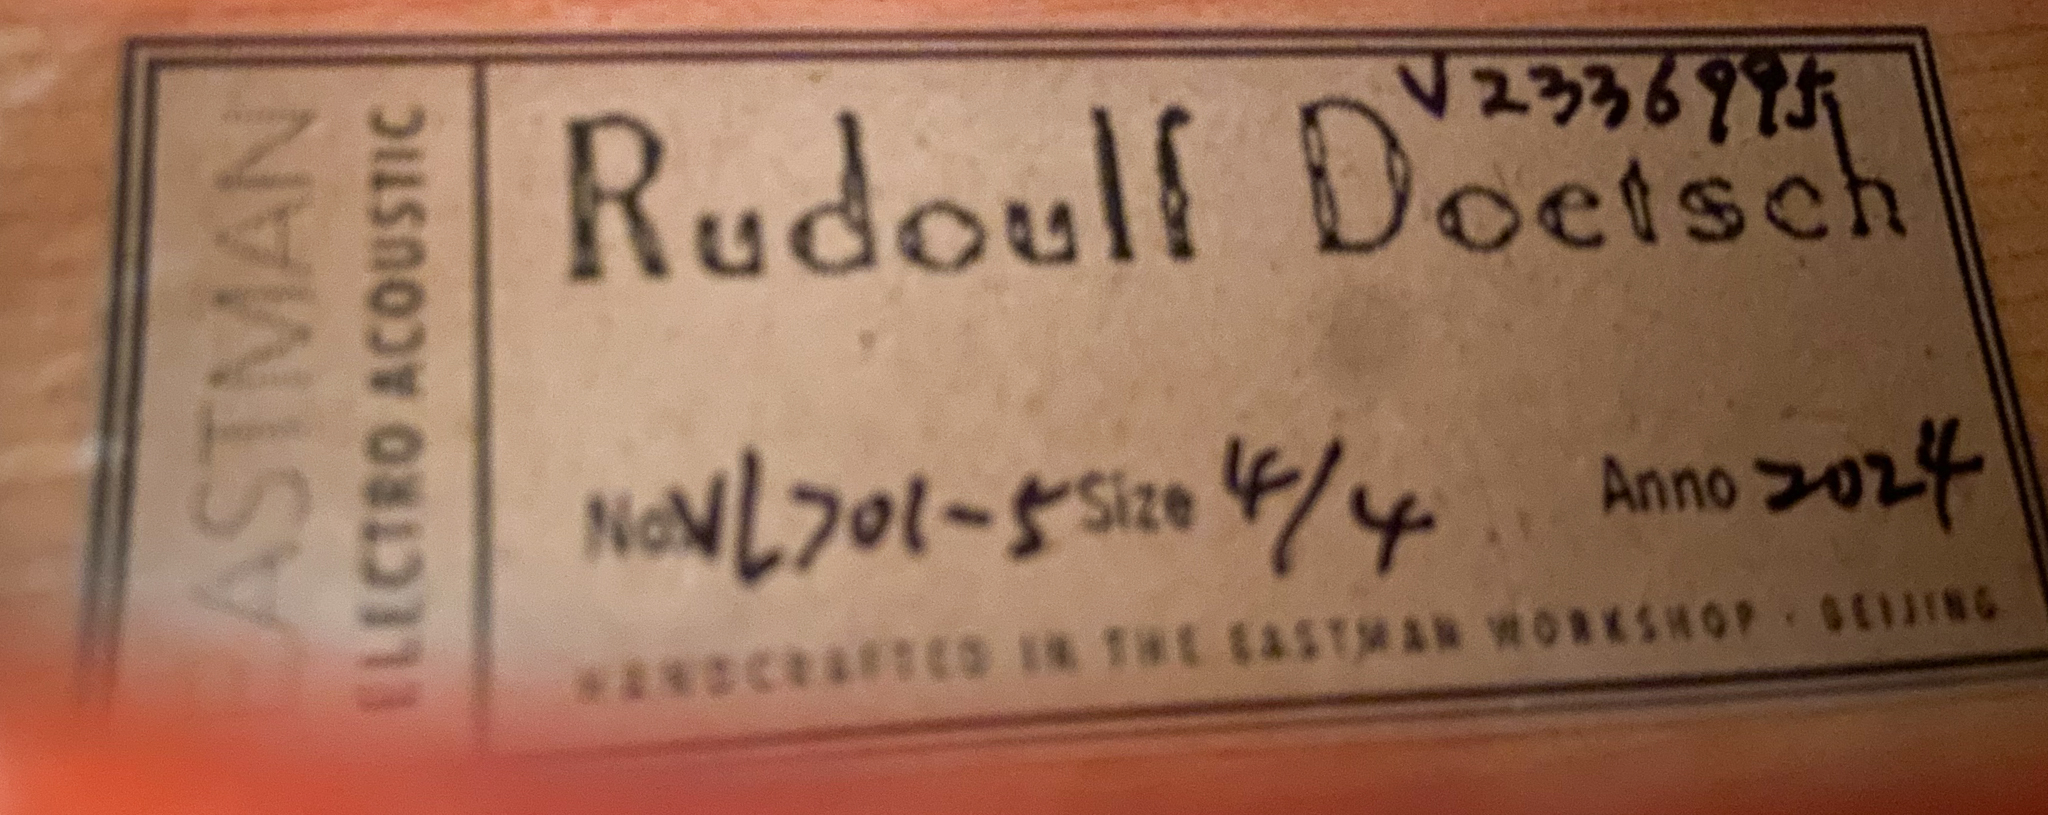 EASTMAN
ELECTRO ACOUSTIC
V2336995
Rudoulf Doetsch
No VL701-5 Size 4/4 Anno 2024
HANDCRAFTED IN THE EASTMAN WORKSHOP · BEIJING